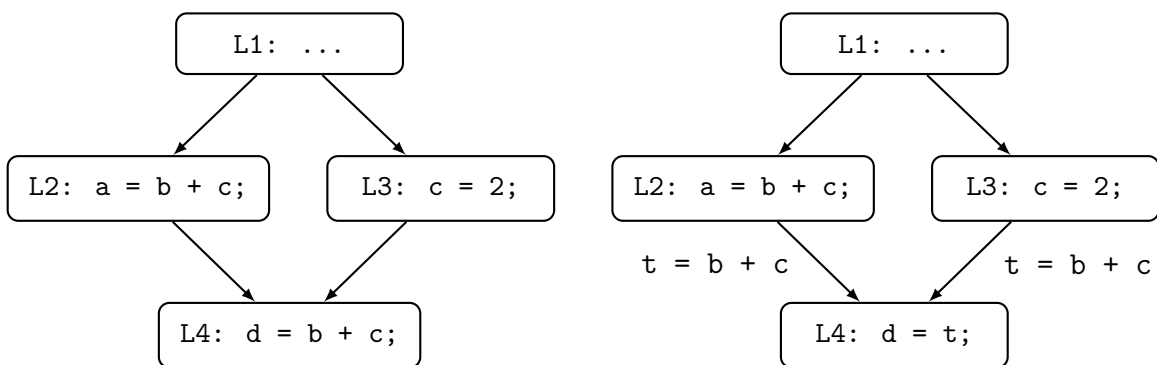 L1: ...
L2: a = b + c;
L3: c = 2;
L4: d = b + c;
L1: ...
L2: a = b + c;
L3: c = 2;
t = b + c
t = b + c
L4: d = t;